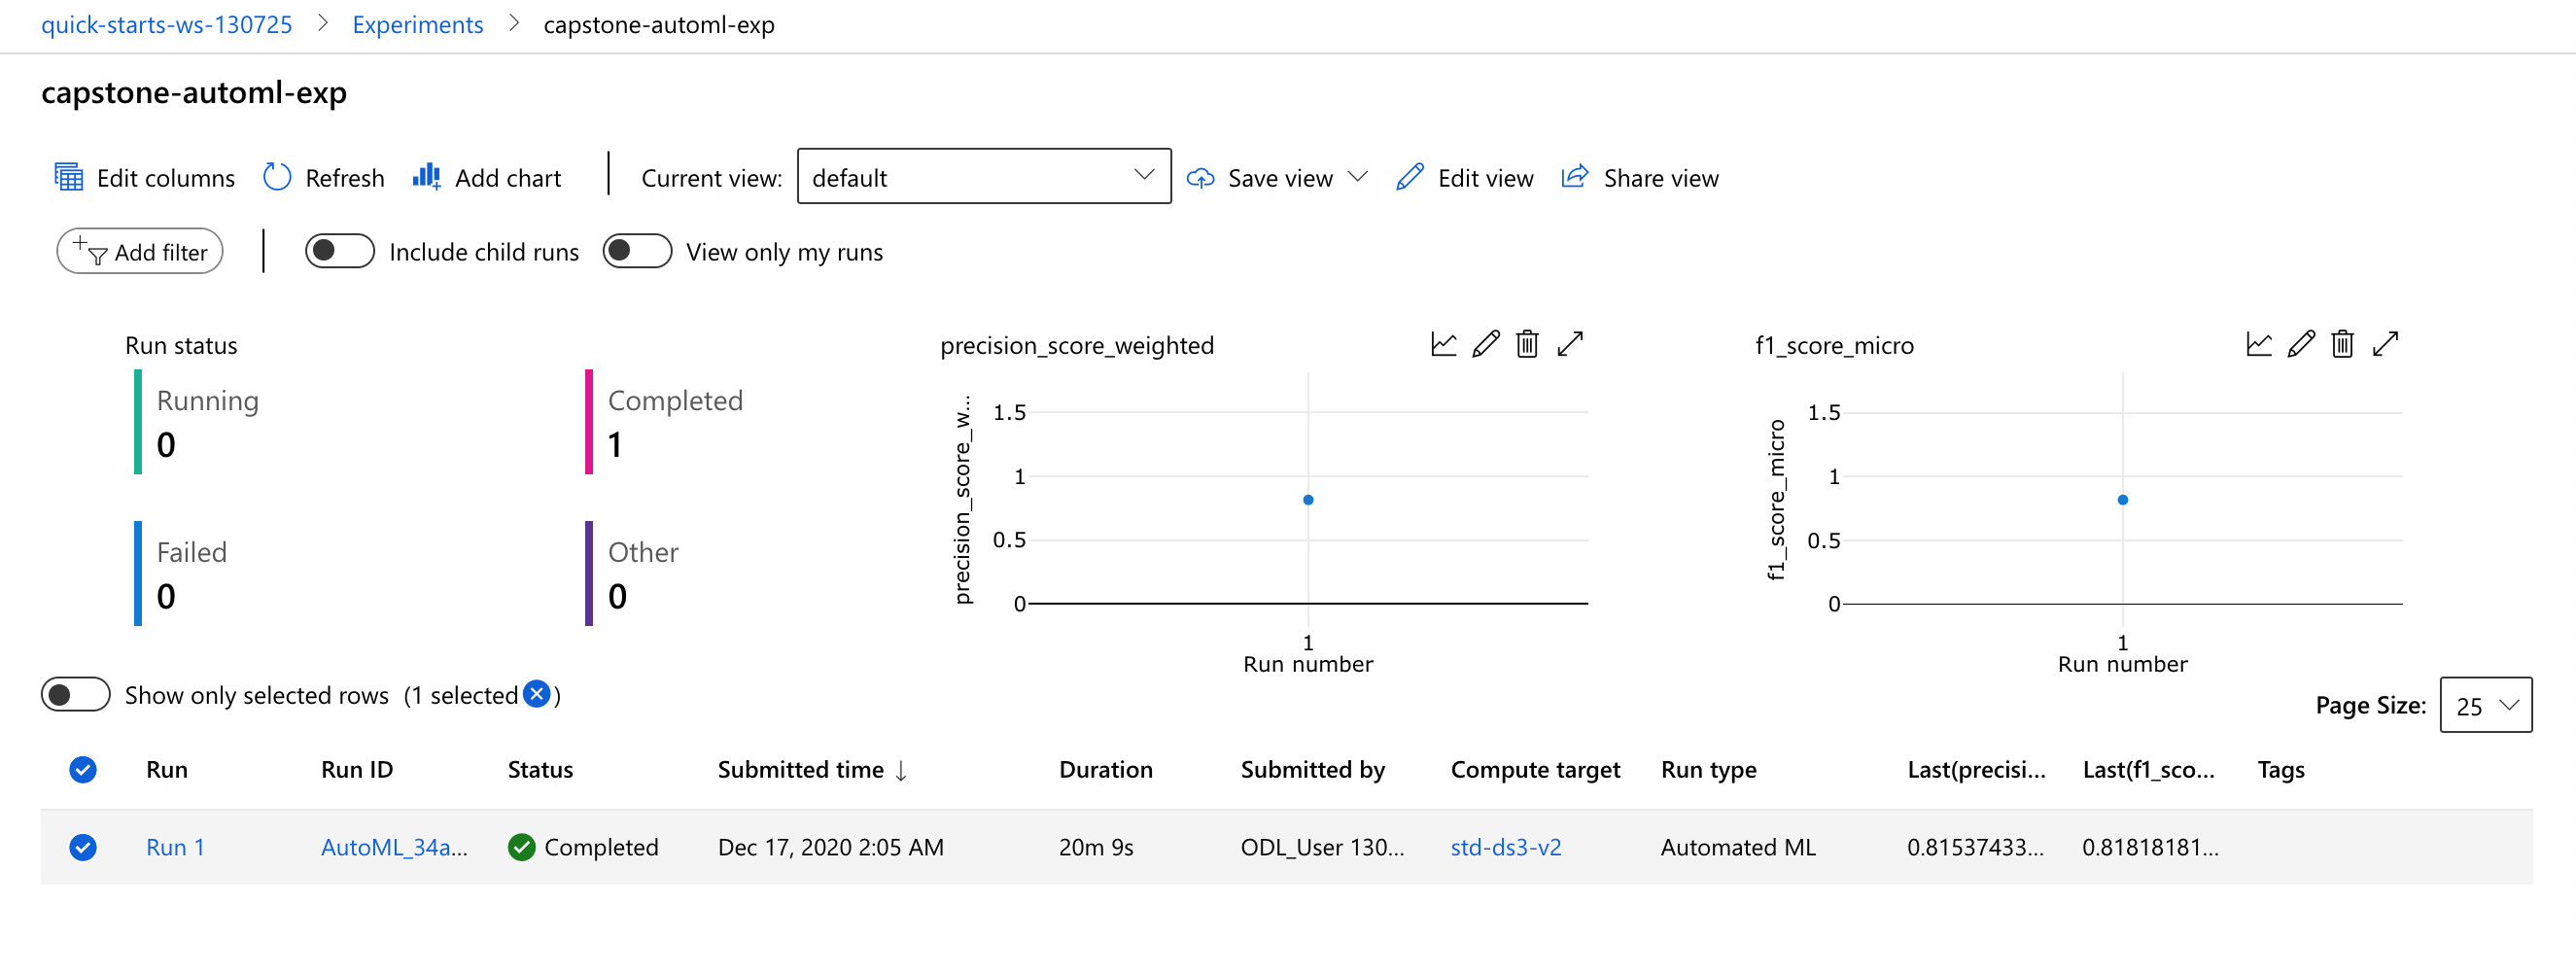 quick-starts-ws-130725 > Experiments > capstone-automl-exp
capstone-automl-exp
Edit columns Refresh Add chart Current view: default Save view Edit view Share view
Add filter Include child runs View only my runs
Run status
Running
0
Completed
1
Failed
0
Other
0
precision_score_weighted
precision_score_w...
1.5
1
0.5
0
1
Run number
f1_score_micro
f1_score_micro
1.5
1
0.5
0
1
Run number
Show only selected rows (1 selected )
Page Size: 25
Run Run ID Status Submitted time ↓ Duration Submitted by Compute target Run type Last(precisi... Last(f1_sco... Tags
Run 1 AutoML_34a... Completed Dec 17, 2020 2:05 AM 20m 9s ODL_User 130... std-ds3-v2 Automated ML 0.81537433... 0.81818181...